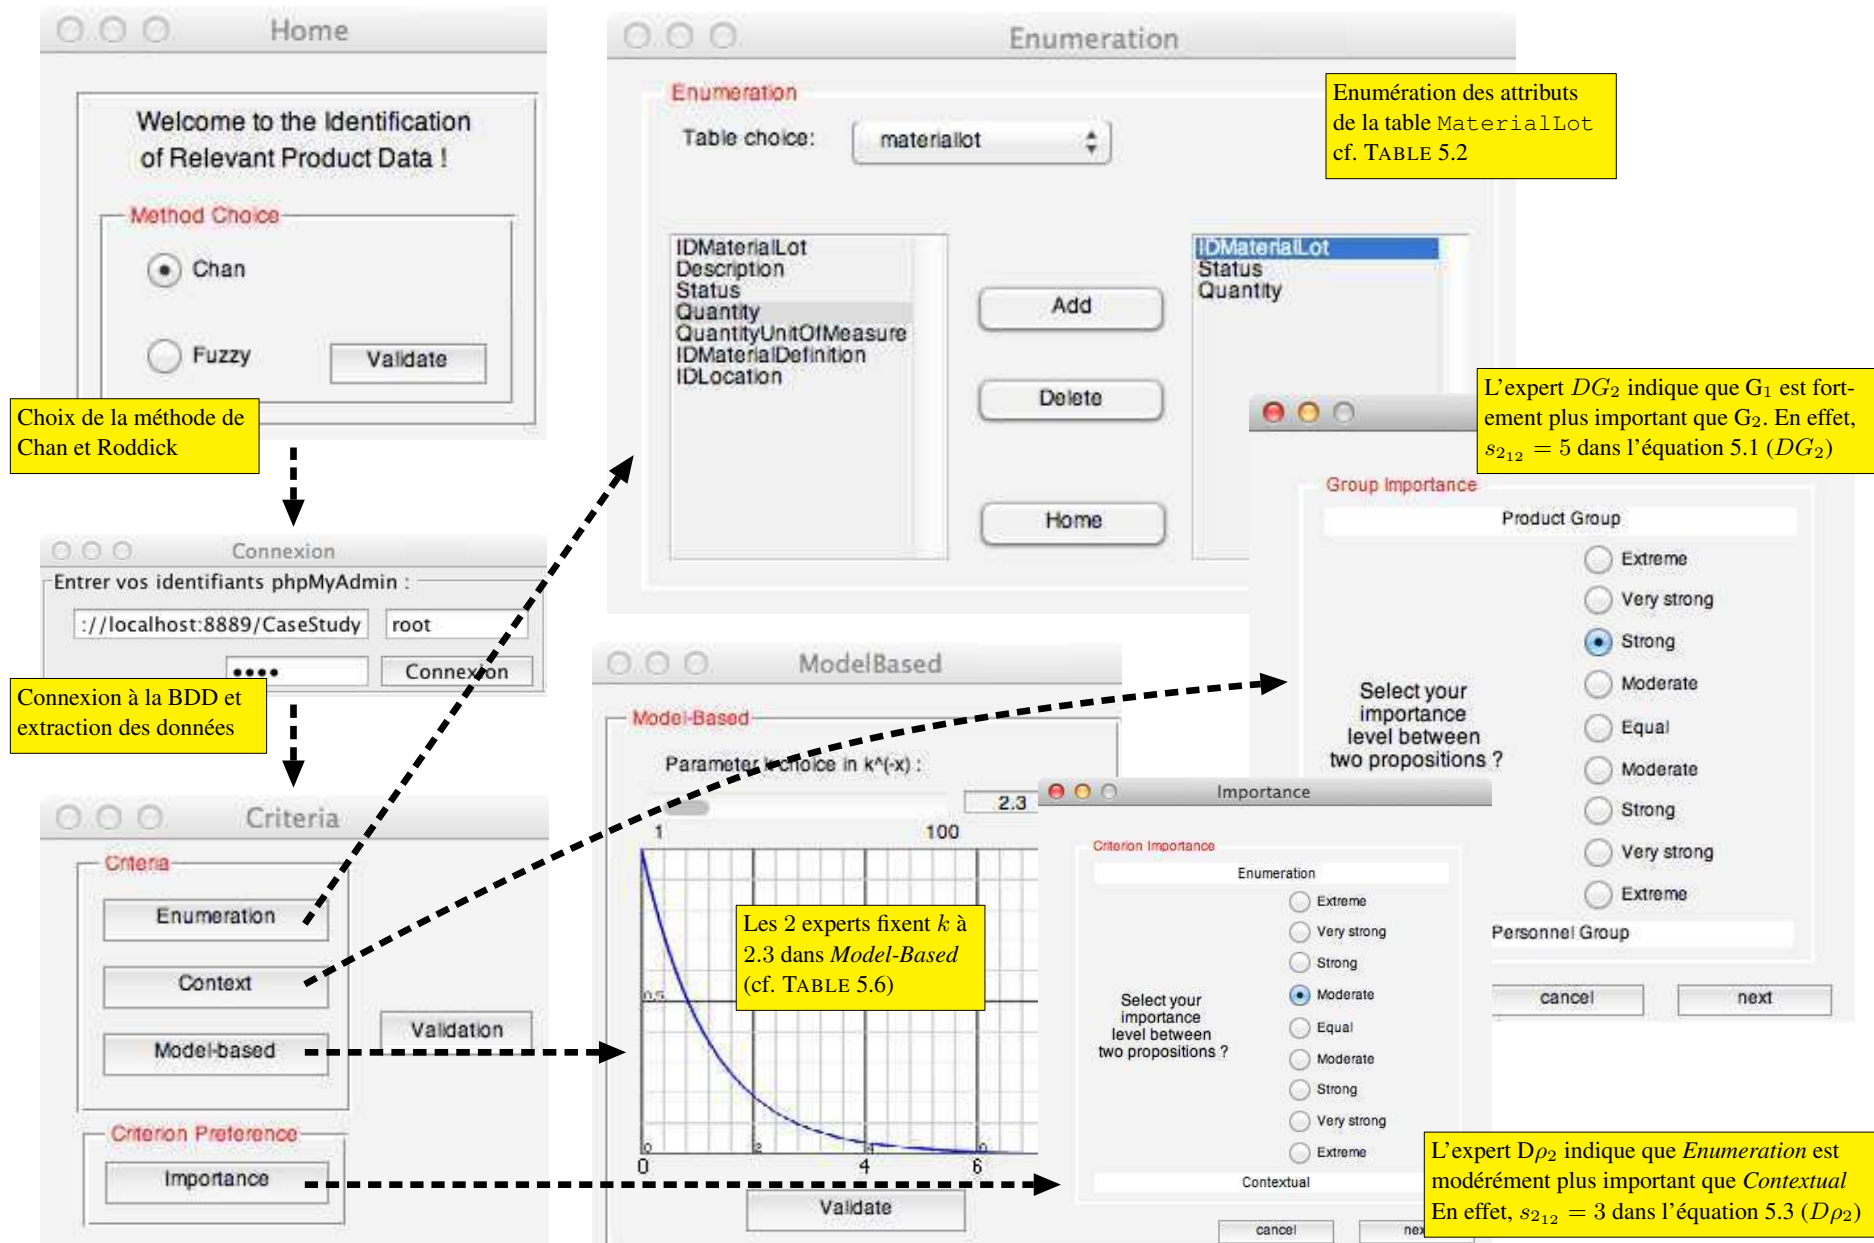 Home
Welcome to the Identification
of Relevant Product Data !
Method Choice
Chan
Fuzzy
Validate
Choix de la méthode de
Chan et Roddick
Connexion
Entrer vos identifiants phpMyAdmin :
://localhost:8889/CaseStudy
root
••••
Connexion
Connexion à la BDD et
extraction des données
Criteria
Criteria
Enumeration
Context
Model-based
Validation
Criterion Preference
Importance
Enumeration
Enumeration
Table choice:
materiallot
Enumération des attributs
de la table MaterialLot
cf. TABLE 5.2
IDMaterialLot
Description
Status
Quantity
QuantityUnitOfMeasure
IDMaterialDefinition
IDLocation
Add
Delete
Home
IDMaterialLot
Status
Quantity
L'expert DG₂ indique que G₁ est fort-
ement plus important que G₂. En effet,
s₂₁₂ = 5 dans l'équation 5.1 (DG₂)
Group Importance
Product Group
Extreme
Very strong
Strong
Moderate
Equal
Moderate
Strong
Very strong
Extreme
Select your
importance
level between
two propositions ?
Personnel Group
cancel
next
ModelBased
Model-Based
Parameter k choice in k^(-x) :
2.3
1
100
0.5
0
2
4
6
0
4
6
Les 2 experts fixent k à
2.3 dans Model-Based
(cf. TABLE 5.6)
Validate
Importance
Criterion Importance
Enumeration
Extreme
Very strong
Strong
Moderate
Equal
Moderate
Strong
Very strong
Extreme
Select your
importance
level between
two propositions ?
Contextual
cancel
L'expert Dρ₂ indique que Enumeration est
modérément plus important que Contextual
En effet, s₂₁₂ = 3 dans l'équation 5.3 (Dρ₂)